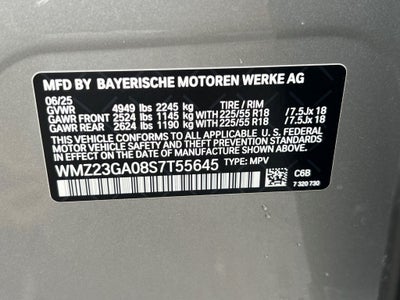 MFD BY BAYERISCHE MOTOREN WERKE AG
06/25
GVWR 4949 lbs 2245 kg TIRE / RIM
GAWR FRONT 2524 lbs 1145 kg WITH 225/55 R18 / 7.5Jx 18
GAWR REAR 2624 lbs 1190 kg WITH 225/55 R18 / 7.5Jx 18
THIS VEHICLE CONFORMS TO ALL APPLICABLE U.S. FEDERAL
MOTOR VEHICLE SAFETY, BUMPER, AND
THEFT PREVENTION STANDARDS IN EFFECT ON
THE DATE OF MANUFACTURE SHOWN ABOVE.
WMZ23GA08S7T55645 TYPE: MPV
C6B
7 320 730